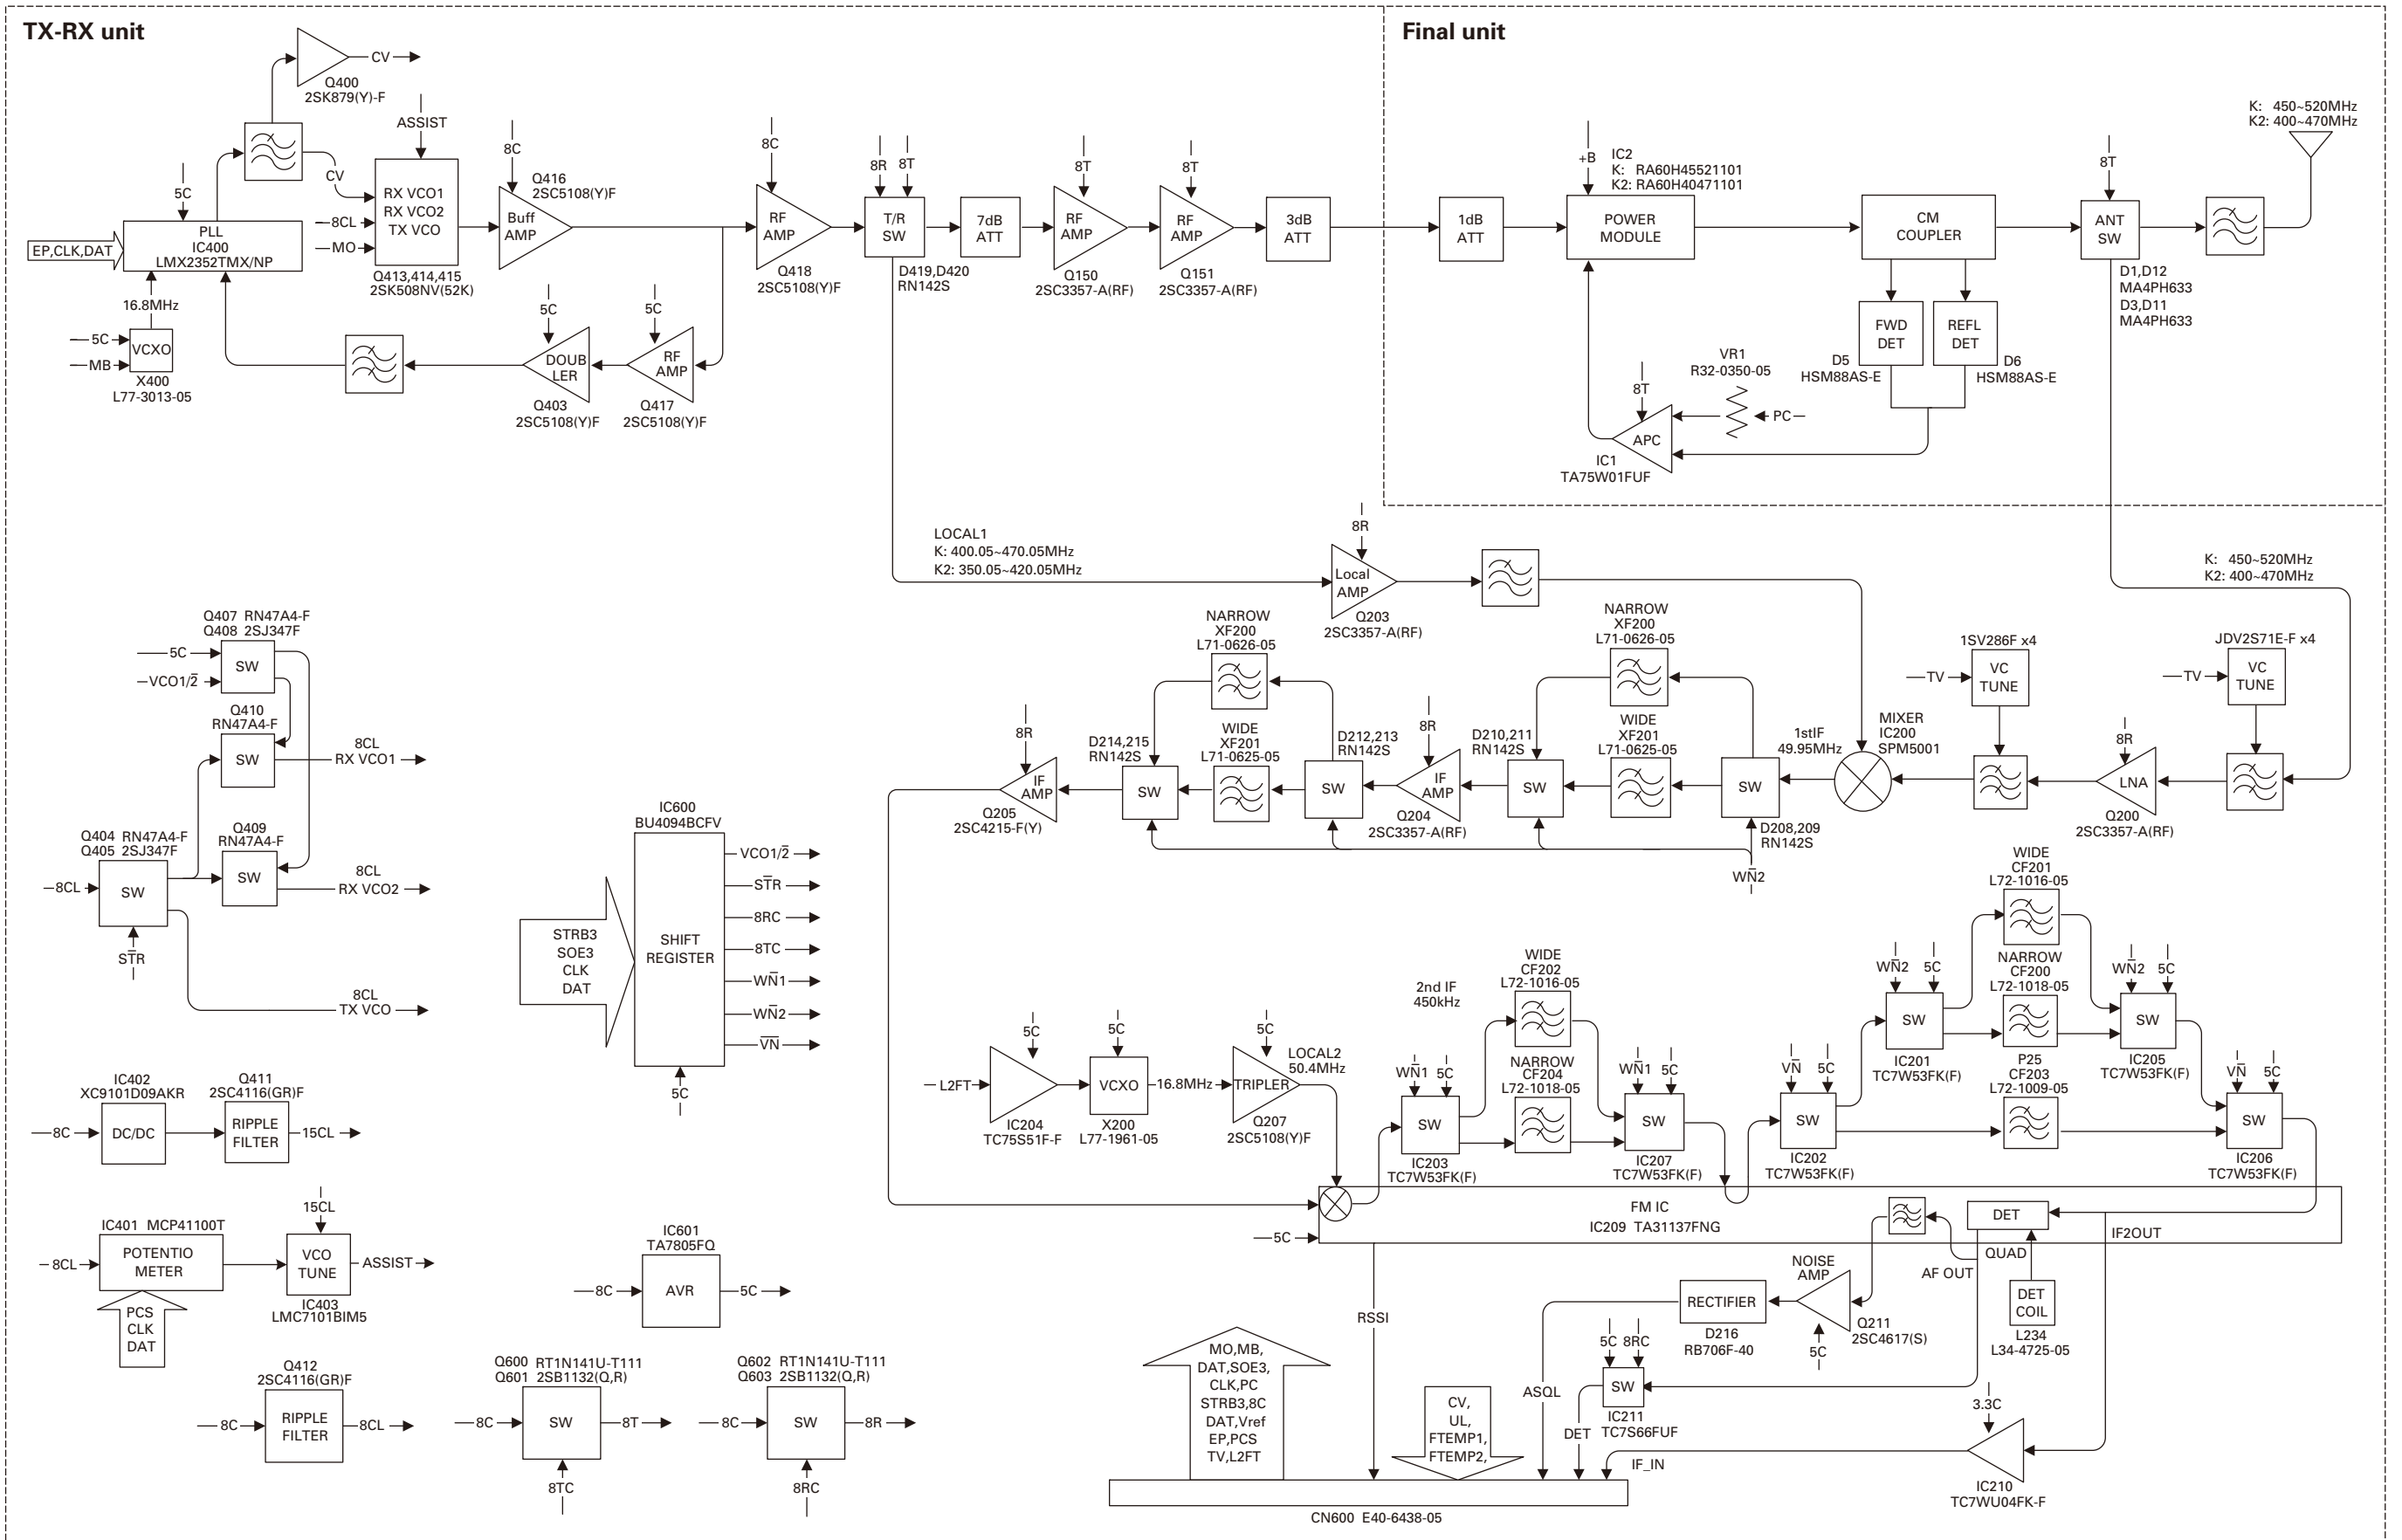 TX-RX unit
Final unit
CV
Q400
2SK879(Y)-F
ASSIST
CV
5C
PLL
IC400
LMX2352TMX/NP
EP,CLK,DAT
16.8MHz
5C
MB
VCXO
X400
L77-3013-05
RX VCO1
RX VCO2
TX VCO
8CL
MO
Q413,414,415
2SK508NV(52K)
8C
Q416
2SC5108(Y)F
Buff
AMP
5C
DOUB
LER
Q403
2SC5108(Y)F
5C
RF
AMP
Q417
2SC5108(Y)F
8C
RF
AMP
Q418
2SC5108(Y)F
8R
8T
T/R
SW
D419,D420
RN142S
7dB
ATT
8T
RF
AMP
Q150
2SC3357-A(RF)
8T
RF
AMP
Q151
2SC3357-A(RF)
3dB
ATT
1dB
ATT
+B
IC2
K: RA60H45521101
K2: RA60H40471101
POWER
MODULE
CM
COUPLER
8T
ANT
SW
D1,D12
MA4PH633
D3,D11
MA4PH633
K: 450~520MHz
K2: 400~470MHz
FWD
DET
D5
HSM88AS-E
REFL
DET
D6
HSM88AS-E
VR1
R32-0350-05
PC
8T
APC
IC1
TA75W01FUF
LOCAL1
K: 400.05~470.05MHz
K2: 350.05~420.05MHz
8R
Local
AMP
Q203
2SC3357-A(RF)
K: 450~520MHz
K2: 400~470MHz
JDV2S71E-F x4
TV
VC
TUNE
1SV286F x4
TV
VC
TUNE
8R
LNA
Q200
2SC3357-A(RF)
MIXER
IC200
SPM5001
1stIF
49.95MHz
SW
D208,209
RN142S
WN2
NARROW
XF200
L71-0626-05
WIDE
XF201
L71-0625-05
D210,211
RN142S
SW
8R
IF
AMP
Q204
2SC3357-A(RF)
D212,213
RN142S
SW
NARROW
XF200
L71-0626-05
WIDE
XF201
L71-0625-05
D214,215
RN142S
SW
8R
IF
AMP
Q205
2SC4215-F(Y)
Q407 RN47A4-F
Q408 2SJ347F
5C
VCO1/2
SW
Q410
RN47A4-F
SW
8CL
RX VCO1
Q404 RN47A4-F
Q405 2SJ347F
8CL
SW
STR
Q409
RN47A4-F
SW
8CL
RX VCO2
8CL
TX VCO
IC600
BU4094BCFV
STRB3
SOE3
CLK
DAT
SHIFT
REGISTER
VCO1/2
STR
8RC
8TC
WN1
WN2
VN
5C
IC402
XC9101D09AKR
8C
DC/DC
Q411
2SC4116(GR)F
RIPPLE
FILTER
15CL
IC401 MCP41100T
8CL
POTENTIO
METER
PCS
CLK
DAT
15CL
VCO
TUNE
IC403
LMC7101BIM5
ASSIST
IC601
TA7805FQ
8C
AVR
5C
Q412
2SC4116(GR)F
8C
RIPPLE
FILTER
8CL
Q600 RT1N141U-T111
Q601 2SB1132(Q,R)
8C
SW
8T
8TC
Q602 RT1N141U-T111
Q603 2SB1132(Q,R)
8C
SW
8R
8RC
L2FT
5C
IC204
TC75S51F-F
5C
VCXO
X200
L77-1961-05
16.8MHz
5C
TRIPLER
Q207
2SC5108(Y)F
LOCAL2
50.4MHz
2nd IF
450kHz
WN1
5C
SW
IC203
TC7W53FK(F)
WIDE
CF202
L72-1016-05
NARROW
CF204
L72-1018-05
WN1
5C
SW
IC207
TC7W53FK(F)
VN
5C
SW
IC202
TC7W53FK(F)
WN2
5C
SW
IC201
TC7W53FK(F)
WIDE
CF201
L72-1016-05
NARROW
CF200
L72-1018-05
P25
CF203
L72-1009-05
WN2
5C
SW
IC205
TC7W53FK(F)
VN
5C
SW
IC206
TC7W53FK(F)
5C
FM IC
IC209 TA31137FNG
DET
IF2OUT
QUAD
AF OUT
DET
COIL
L234
L34-4725-05
NOISE
AMP
Q211
2SC4617(S)
5C
RECTIFIER
D216
RB706F-40
RSSI
ASQL
5C
8RC
SW
IC211
TC7S66FUF
DET
3.3C
IC210
TC7WU04FK-F
IF_IN
MO,MB,
DAT,SOE3,
CLK,PC
STRB3,8C
DAT,Vref
EP,PCS
TV,L2FT
CV,
UL,
FTEMP1,
FTEMP2,
CN600 E40-6438-05